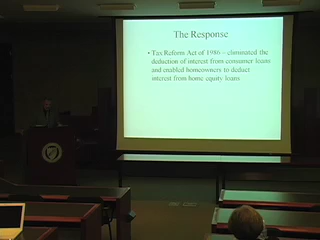 The Response
• Tax Reform Act of 1986 – eliminated the
deduction of interest from consumer loans
and enabled homeowners to deduct
interest from home equity loans